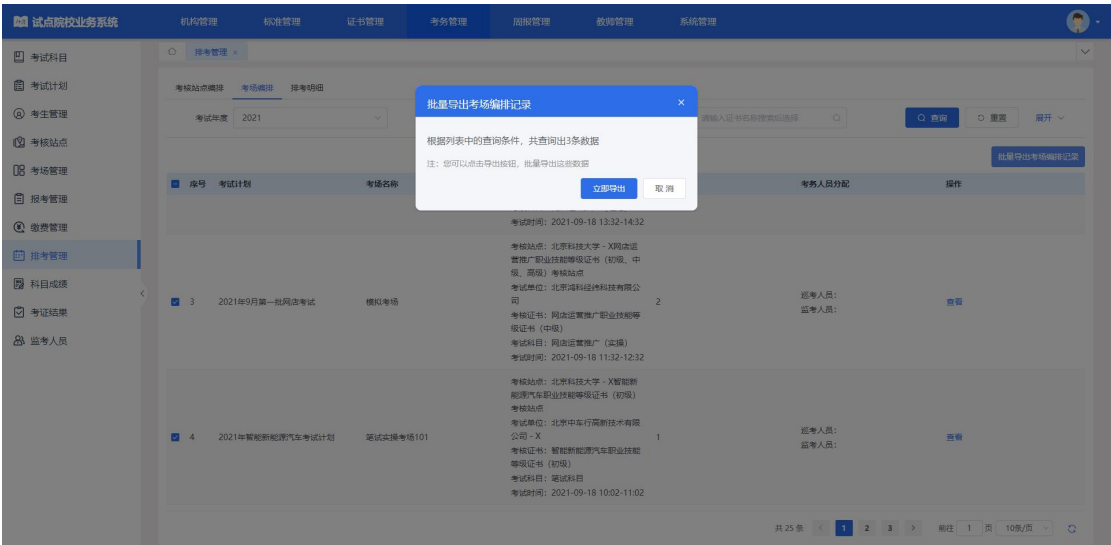 试点院校业务系统
机构管理 标准管理 证书管理 考务管理 周报管理 教师管理 系统管理
考试科目
考试计划
考生管理
考核站点
考场管理
报考管理
缴费管理
排考管理
科目成绩
考证结果
监考人员
排考管理 ×
考核站点编排 考场编排 排考明细
考试年度 2021
请输入证书名称搜索后选择
查询 重置 展开
批量导出考场编排记录
批量导出考场编排记录 ×
根据列表中的查询条件，共查询出3条数据
注：您可以点击导出按钮，批量导出这些数据
立即导出 取消
序号 考试计划 考场名称 考务人员分配 操作
考试时间：2021-09-18 13:32-14:32
3 2021年9月第一批网店考试 模拟考场
考核站点：北京科技大学 - X网店运
营推广职业技能等级证书（初级、中
级、高级）考核站点
考试单位：北京鸿科经纬科技有限公
司
考核证书：网店运营推广职业技能等
级证书（中级）
考试科目：网店运营推广（实操）
考试时间：2021-09-18 11:32-12:32
2
巡考人员：
监考人员：
查看
4 2021年智能新能源汽车考试计划 笔试实操考场101
考核站点：北京科技大学 - X智能新
能源汽车职业技能等级证书（初级）
考核站点
考试单位：北京中车行高新技术有限
公司 - X
考核证书：智能新能源汽车职业技能
等级证书（初级）
考试科目：笔试科目
考试时间：2021-09-18 10:02-11:02
1
巡考人员：
监考人员：
查看
共 25 条 < 1 2 3 > 前往 1 页 10条/页